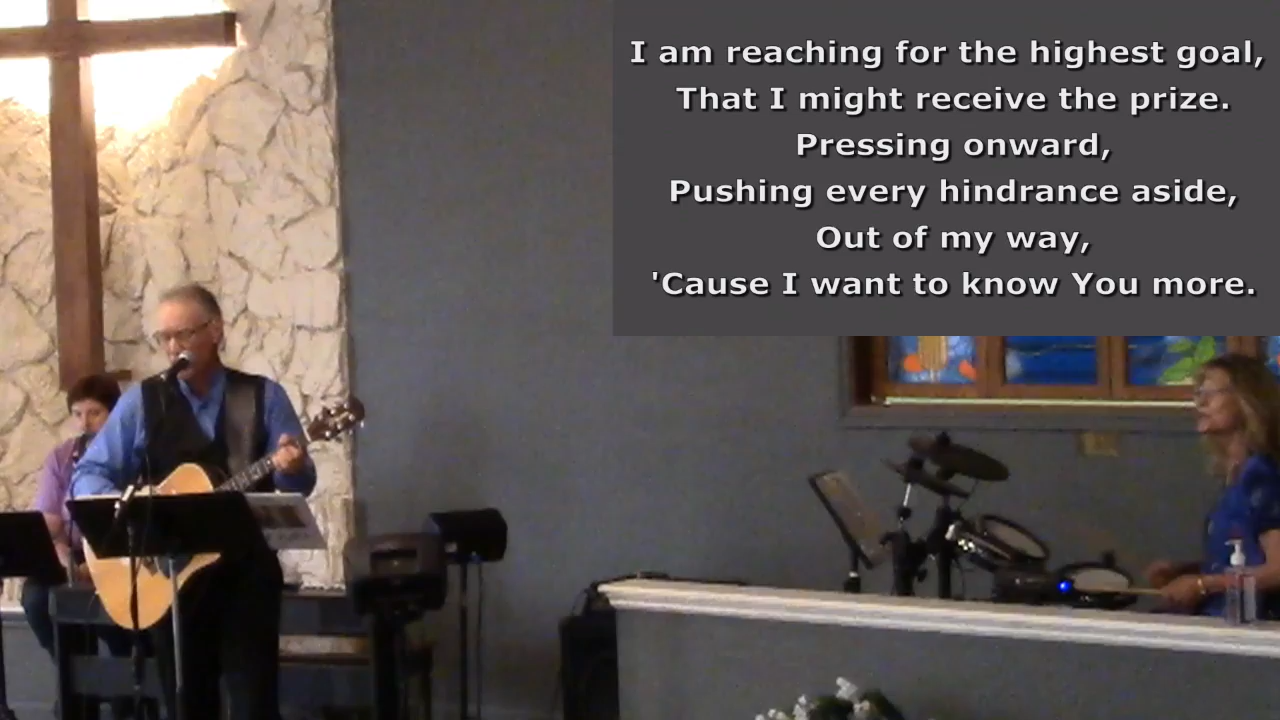 I am reaching for the highest goal,
That I might receive the prize.
Pressing onward,
Pushing every hindrance aside,
Out of my way,
'Cause I want to know You more.